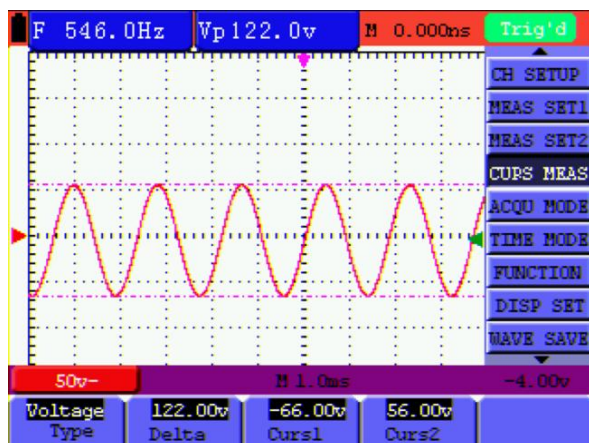 F 546.0Hz Vp122.0v M 0.000ns Trig'd
CH SETUP
MEAS SET1
MEAS SET2
CUPS MEAS
ACQU MODE
TIME MODE
FUNCTION
DISP SET
WAVE SAVE
50v~ M 1.0ms -4.00v
Voltage 122.00v -66.00v 56.00v
Type Delta Curs1 Curs2